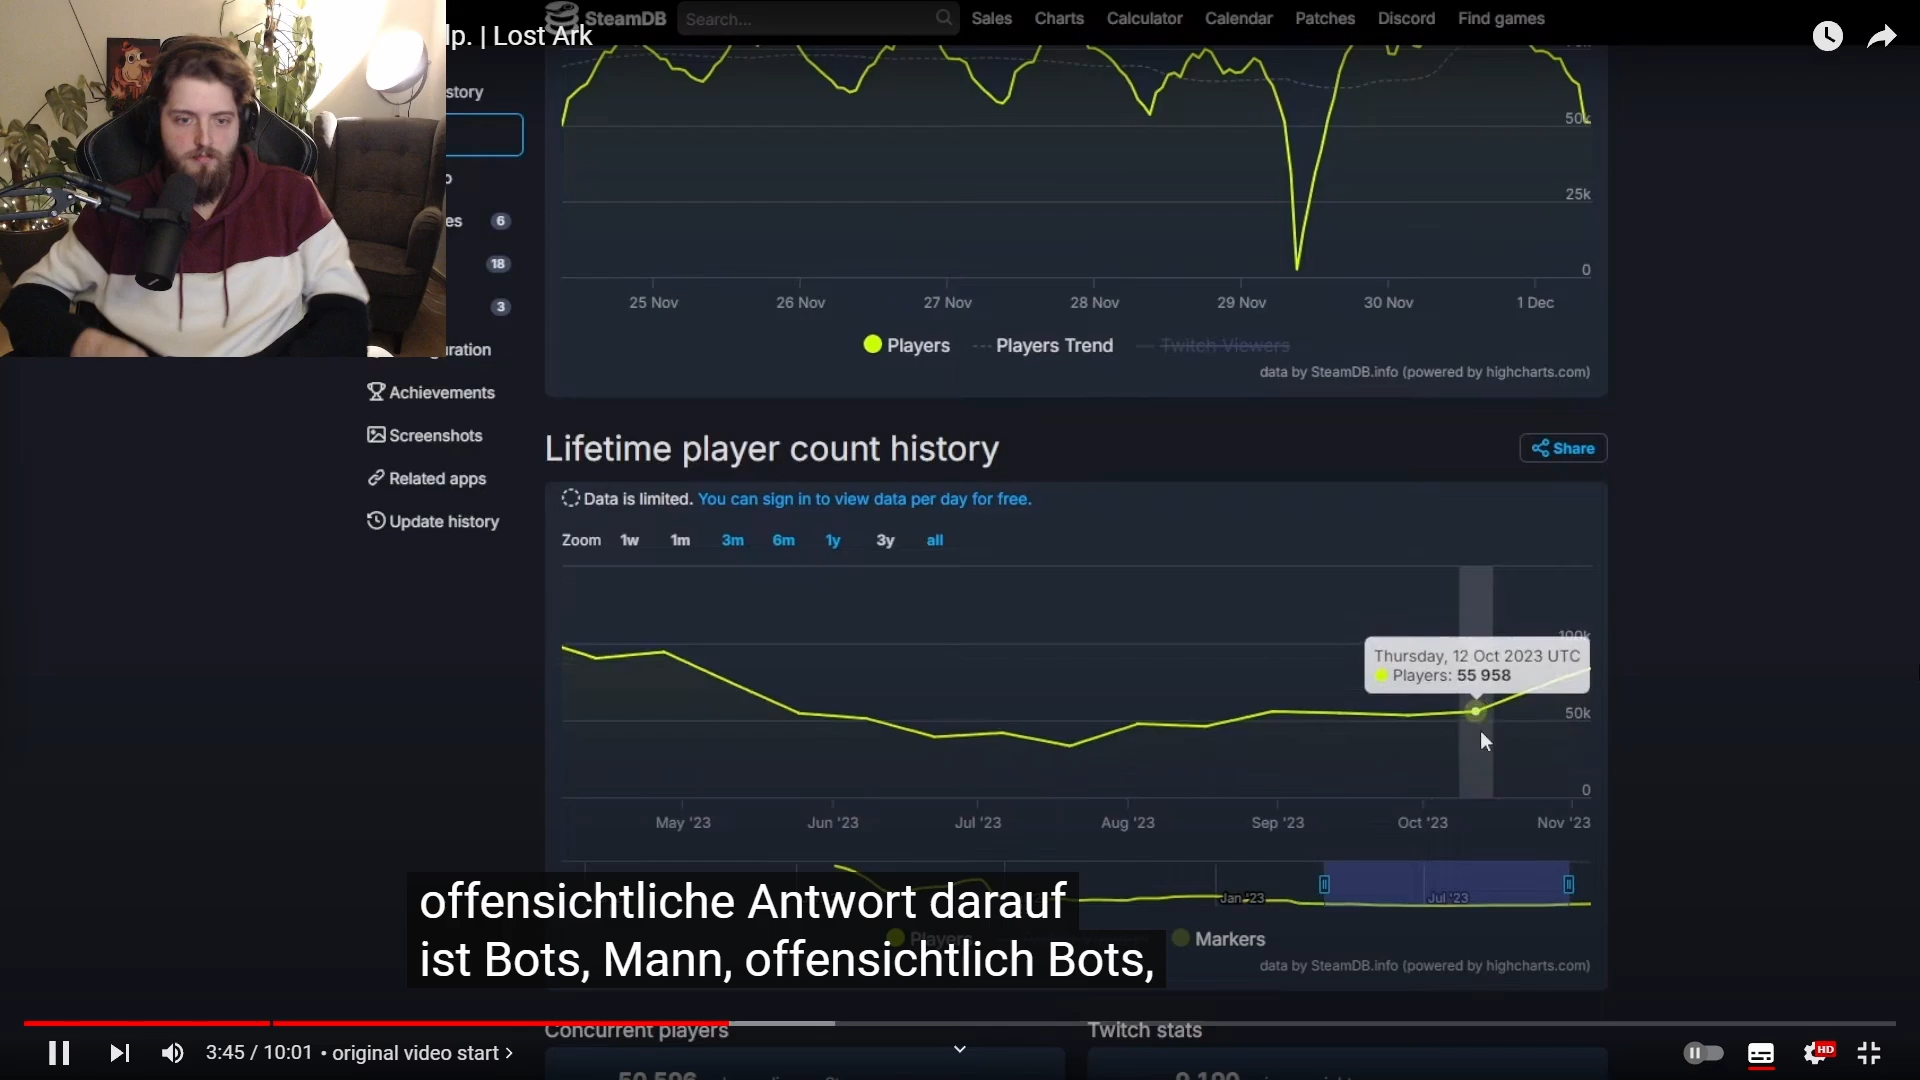 SteamDB
Search...
Sales
Charts
Calculator
Calendar
Patches
Discord
Find games
lp. | Lost Ark
story
es
6
18
3
uration
Achievements
Screenshots
Related apps
Update history
50k
25k
0
25 Nov
26 Nov
27 Nov
28 Nov
29 Nov
30 Nov
1 Dec
Players
Players Trend
Twitch Viewers
data by SteamDB.info (powered by highcharts.com)
Lifetime player count history
Share
Data is limited. You can sign in to view data per day for free.
Zoom 1w 1m 3m 6m 1y 3y all
100k
Thursday, 12 Oct 2023 UTC
Players: 55 958
50k
0
May '23
Jun '23
Jul '23
Aug '23
Sep '23
Oct '23
Nov '23
Jan '23
Jul '23
offensichtliche Antwort darauf
ist Bots, Mann, offensichtlich Bots,
Players
Markers
data by SteamDB.info (powered by highcharts.com)
Concurrent players
Twitch stats
3:45 / 10:01 • original video start ›
HD